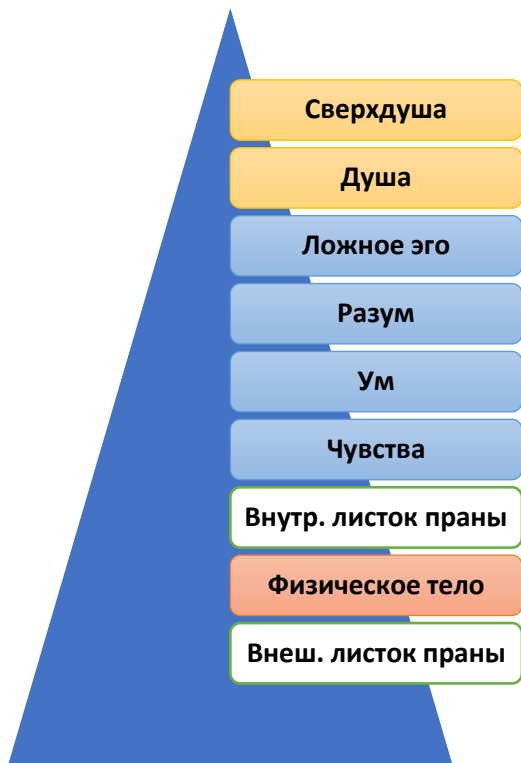 Сверхдуша
Душа
Ложное эго
Разум
Ум
Чувства
Внутр. листок праны
Физическое тело
Внеш. листок праны